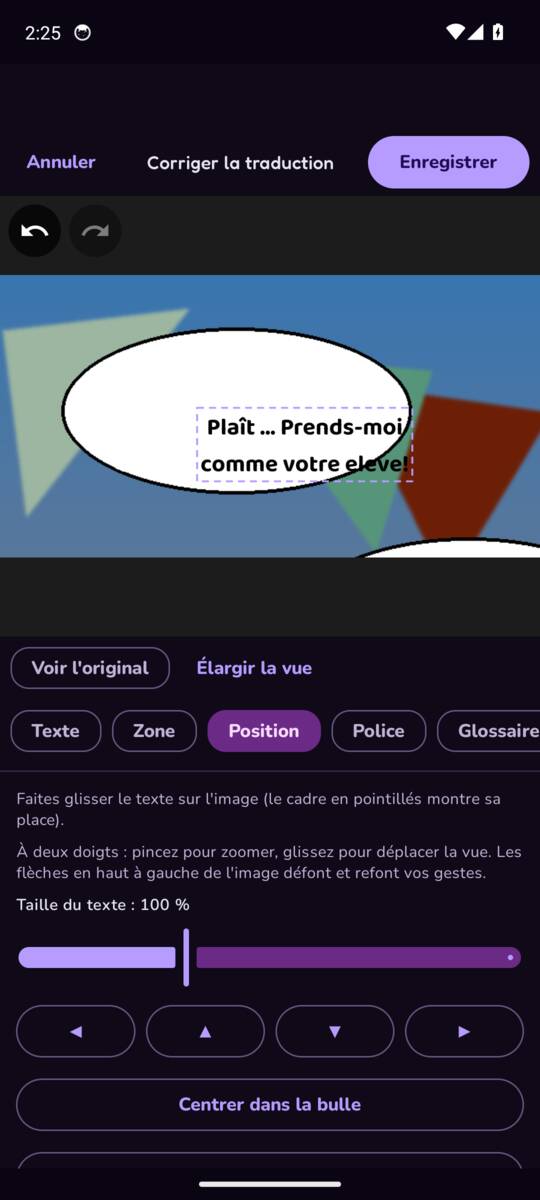 2:25
Annuler
Corriger la traduction
Enregistrer
Plaît ... Prends-moi
comme votre eleve!
Voir l'original
Élargir la vue
Texte
Zone
Position
Police
Glossaire
Faites glisser le texte sur l'image (le cadre en pointillés montre sa
place).
À deux doigts : pincez pour zoomer, glissez pour déplacer la vue. Les
flèches en haut à gauche de l'image défont et refont vos gestes.
Taille du texte : 100 %
◄
▲
▼
►
Centrer dans la bulle